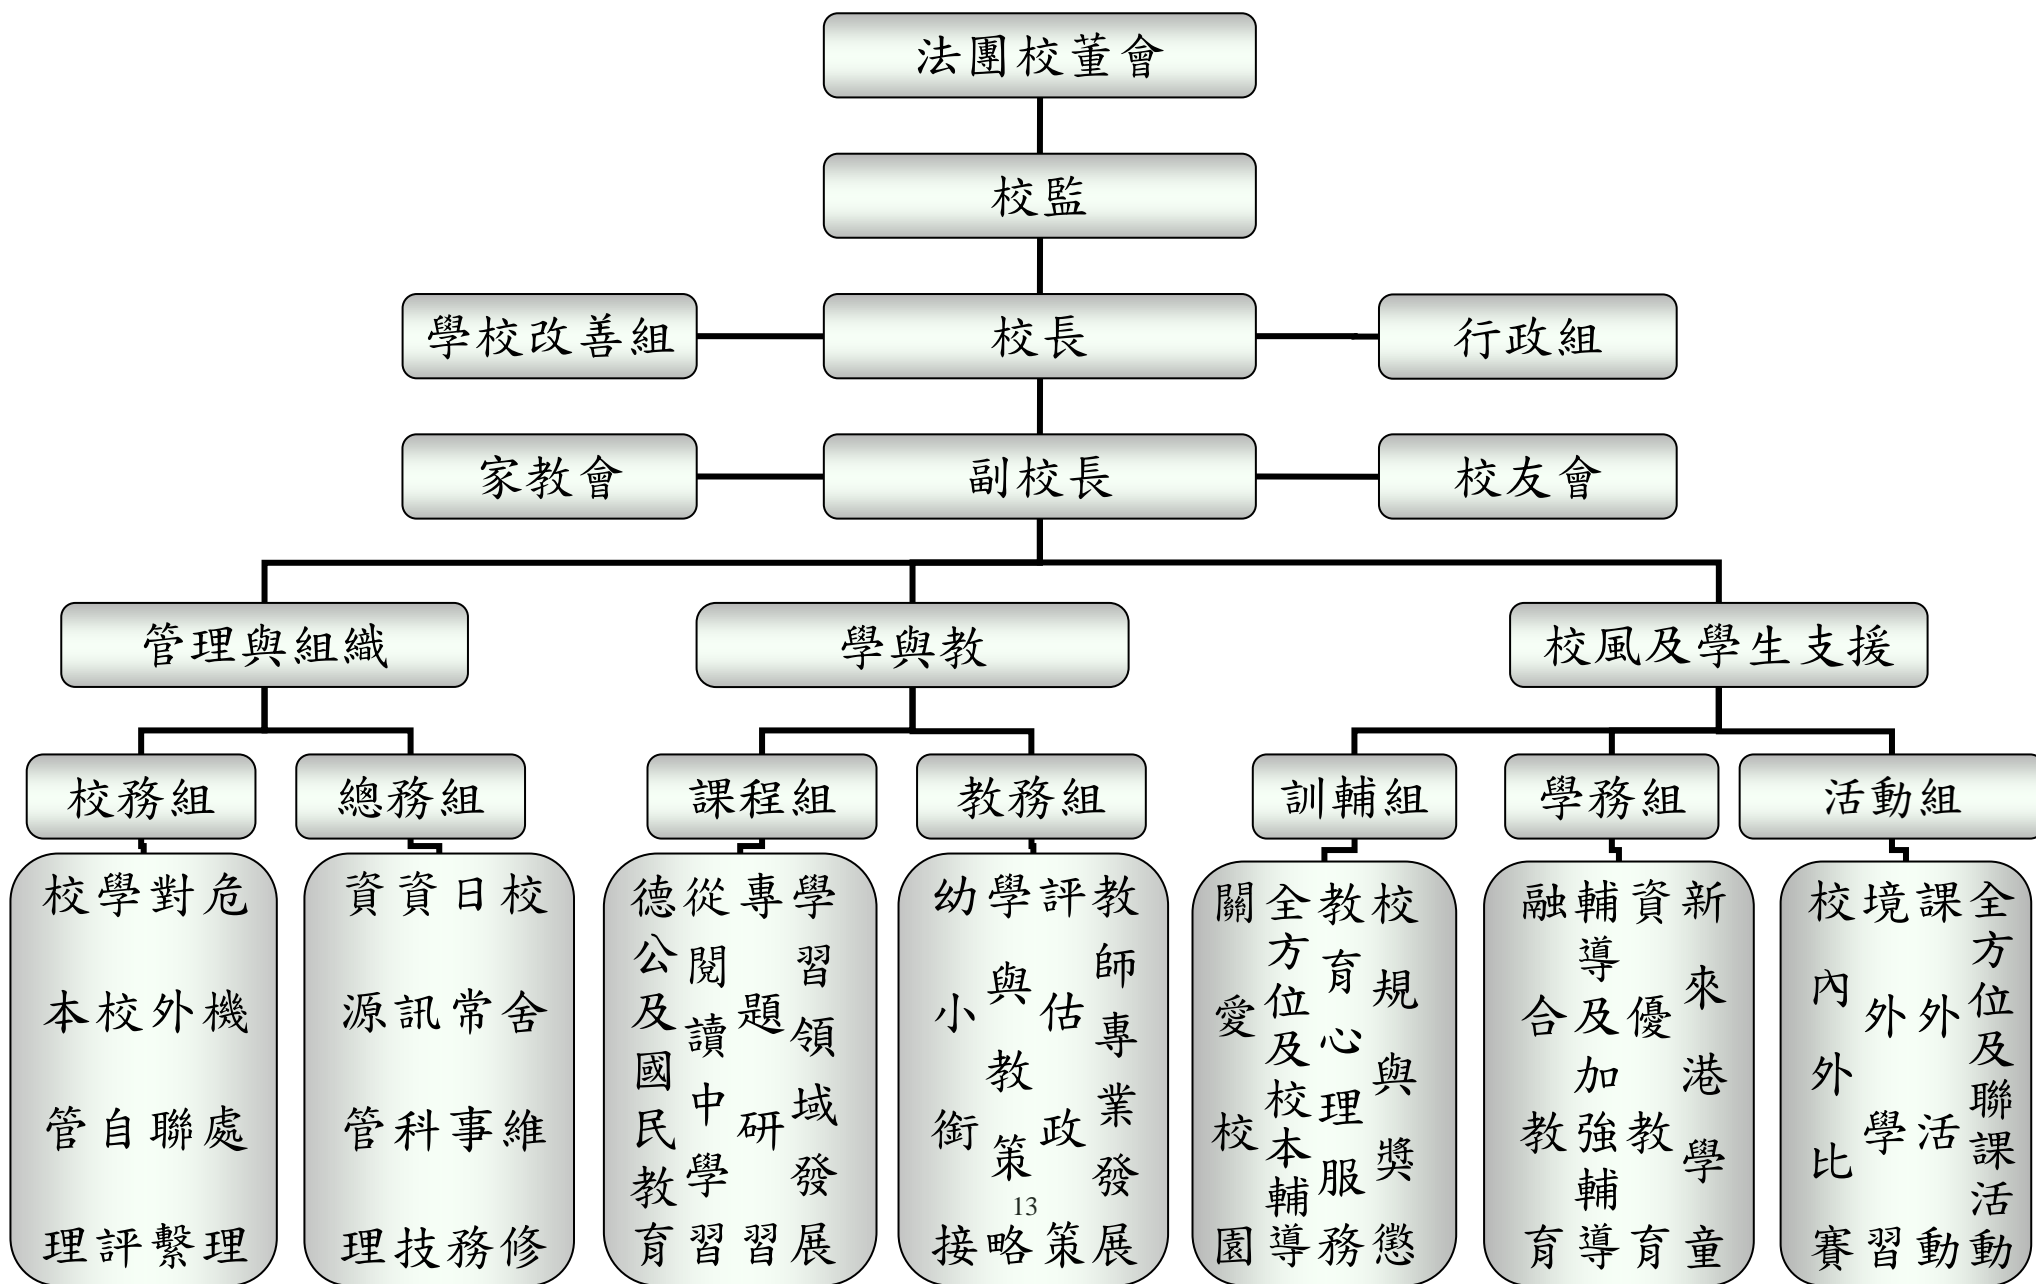 法團校董會
校監
學校改善組
校長
行政組
家教會
副校長
校友會
管理與組織
學與教
校風及學生支援
校務組
總務組
課程組
教務組
訓輔組
學務組
活動組
危機處理
對外聯繫
學校自評
校本管理
校舍維修
日常事務
資訊科技
資源管理
學習領域發展
專題研習
從閱讀中學習
德公及國民教育
教師專業發展
評估政策
學與教策略
幼小銜接
校規與獎懲
教育心理服務
全方位及校本輔導
關愛校園
新來港學童
資優教育
輔導及加強輔導
融合教育
全方位及聯課活動
課外活動
境外學習
校內外比賽
13